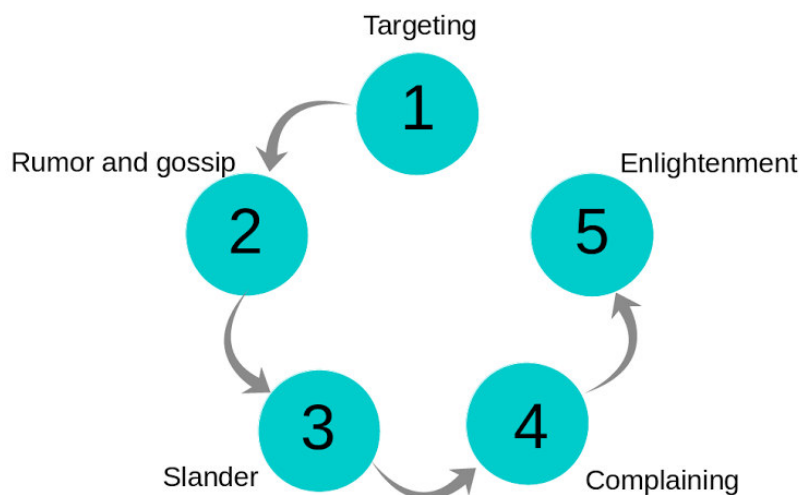 Targeting
1
Rumor and gossip
2
Enlightenment
5
3
Slander
4
Complaining